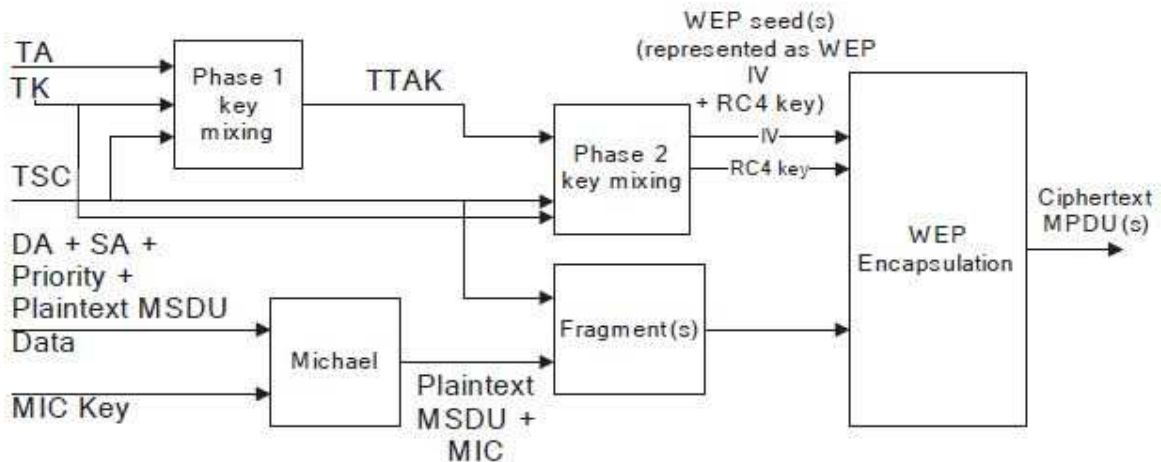 WEP seed(s)
(represented as WEP
IV
+ RC4 key)
TA
TK
Phase 1
key
mixing
TTAK
IV
RC4 key
Phase 2
key mixing
TSC
Ciphertext
MPDU(s)
WEP
Encapsulation
DA + SA +
Priority +
Plaintext MSDU
Data
Fragment(s)
Michael
MIC Key
Plaintext
MSDU +
MIC